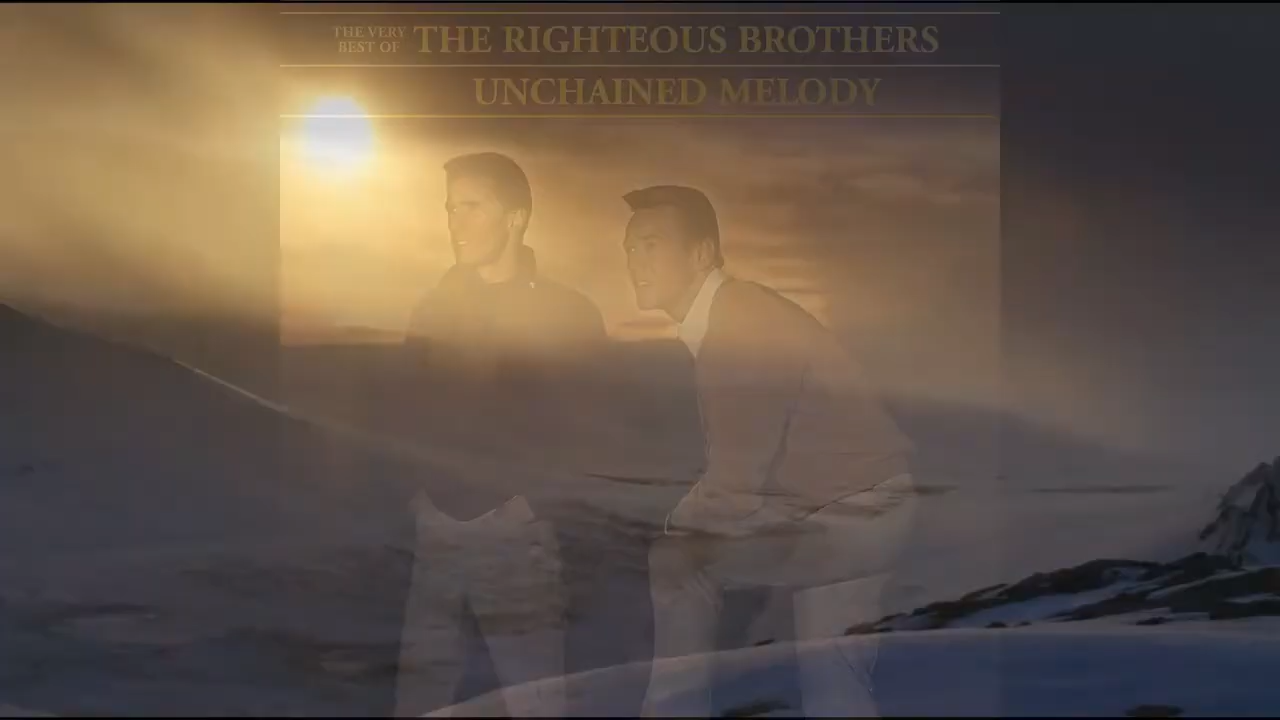 THE VERY
BEST OF
THE RIGHTEOUS BROTHERS
UNCHAINED MELODY